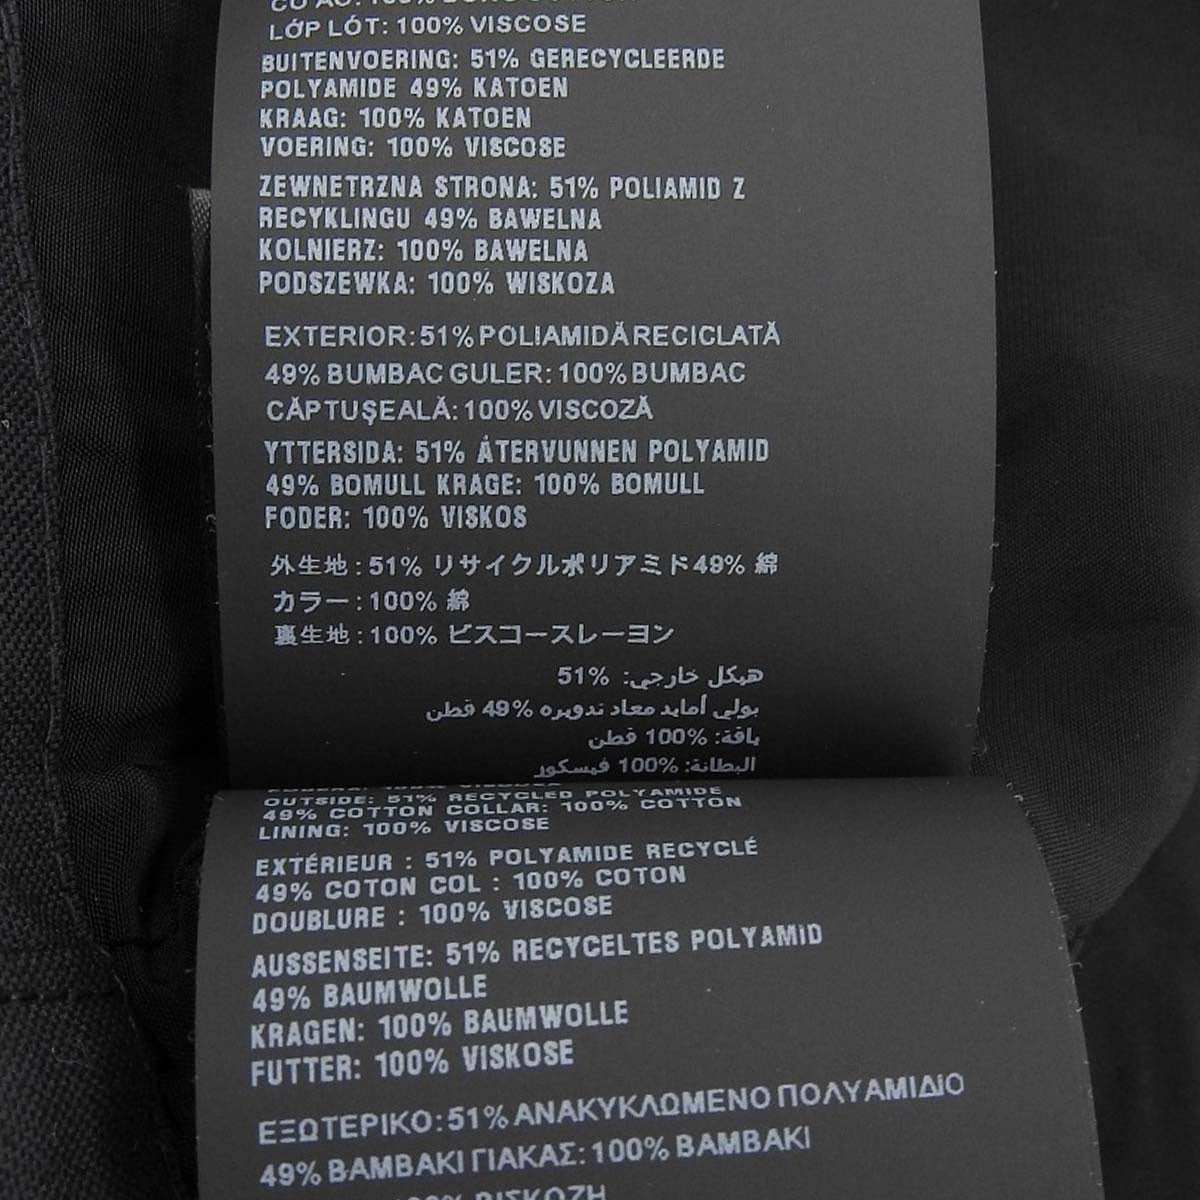 LỚP LÓT: 100% VISCOSE
BUITENVOERING: 51% GERECYCLEERDE
POLYAMIDE 49% KATOEN
KRAAG: 100% KATOEN
VOERING: 100% VISCOSE
ZEWNETRZNA STRONA: 51% POLIAMID Z
RECYKLINGU 49% BAWELNA
KOLNIERZ: 100% BAWELNA
PODSZEWKA: 100% WISKOZA
EXTERIOR: 51% POLIAMIDĂ RECICLATĂ
49% BUMBAC GULER: 100% BUMBAC
CĂPTUŞEALĂ: 100% VISCOZĂ
YTTERSIDA: 51% ÅTERVUNNEN POLYAMID
49% BOMULL KRAGE: 100% BOMULL
FODER: 100% VISKOS
外生地 : 51% リサイクルポリアミド49% 綿
カラー : 100% 綿
裏生地 : 100% ビスコースレーヨン
هيكل خارجي: 51%
بولي أمايد معاد تدويره 49% قطن
ياقة: 100% قطن
البطانة: 100% فيسكوز
OUTSIDE: 51% RECYCLED POLYAMIDE
49% COTTON COLLAR: 100% COTTON
LINING: 100% VISCOSE
EXTÉRIEUR : 51% POLYAMIDE RECYCLÉ
49% COTON COL : 100% COTON
DOUBLURE : 100% VISCOSE
AUSSENSEITE: 51% RECYCELTES POLYAMID
49% BAUMWOLLE
KRAGEN: 100% BAUMWOLLE
FUTTER: 100% VISKOSE
ΕΞΩΤΕΡΙΚΟ: 51% ΑΝΑΚΥΚΛΩΜΕΝΟ ΠΟΛΥΑΜΙΔΙΟ
49% ΒΑΜΒΑΚΙ ΓΙΑΚΑΣ: 100% ΒΑΜΒΑΚΙ
100% ΒΙΣΚΟΖΗ